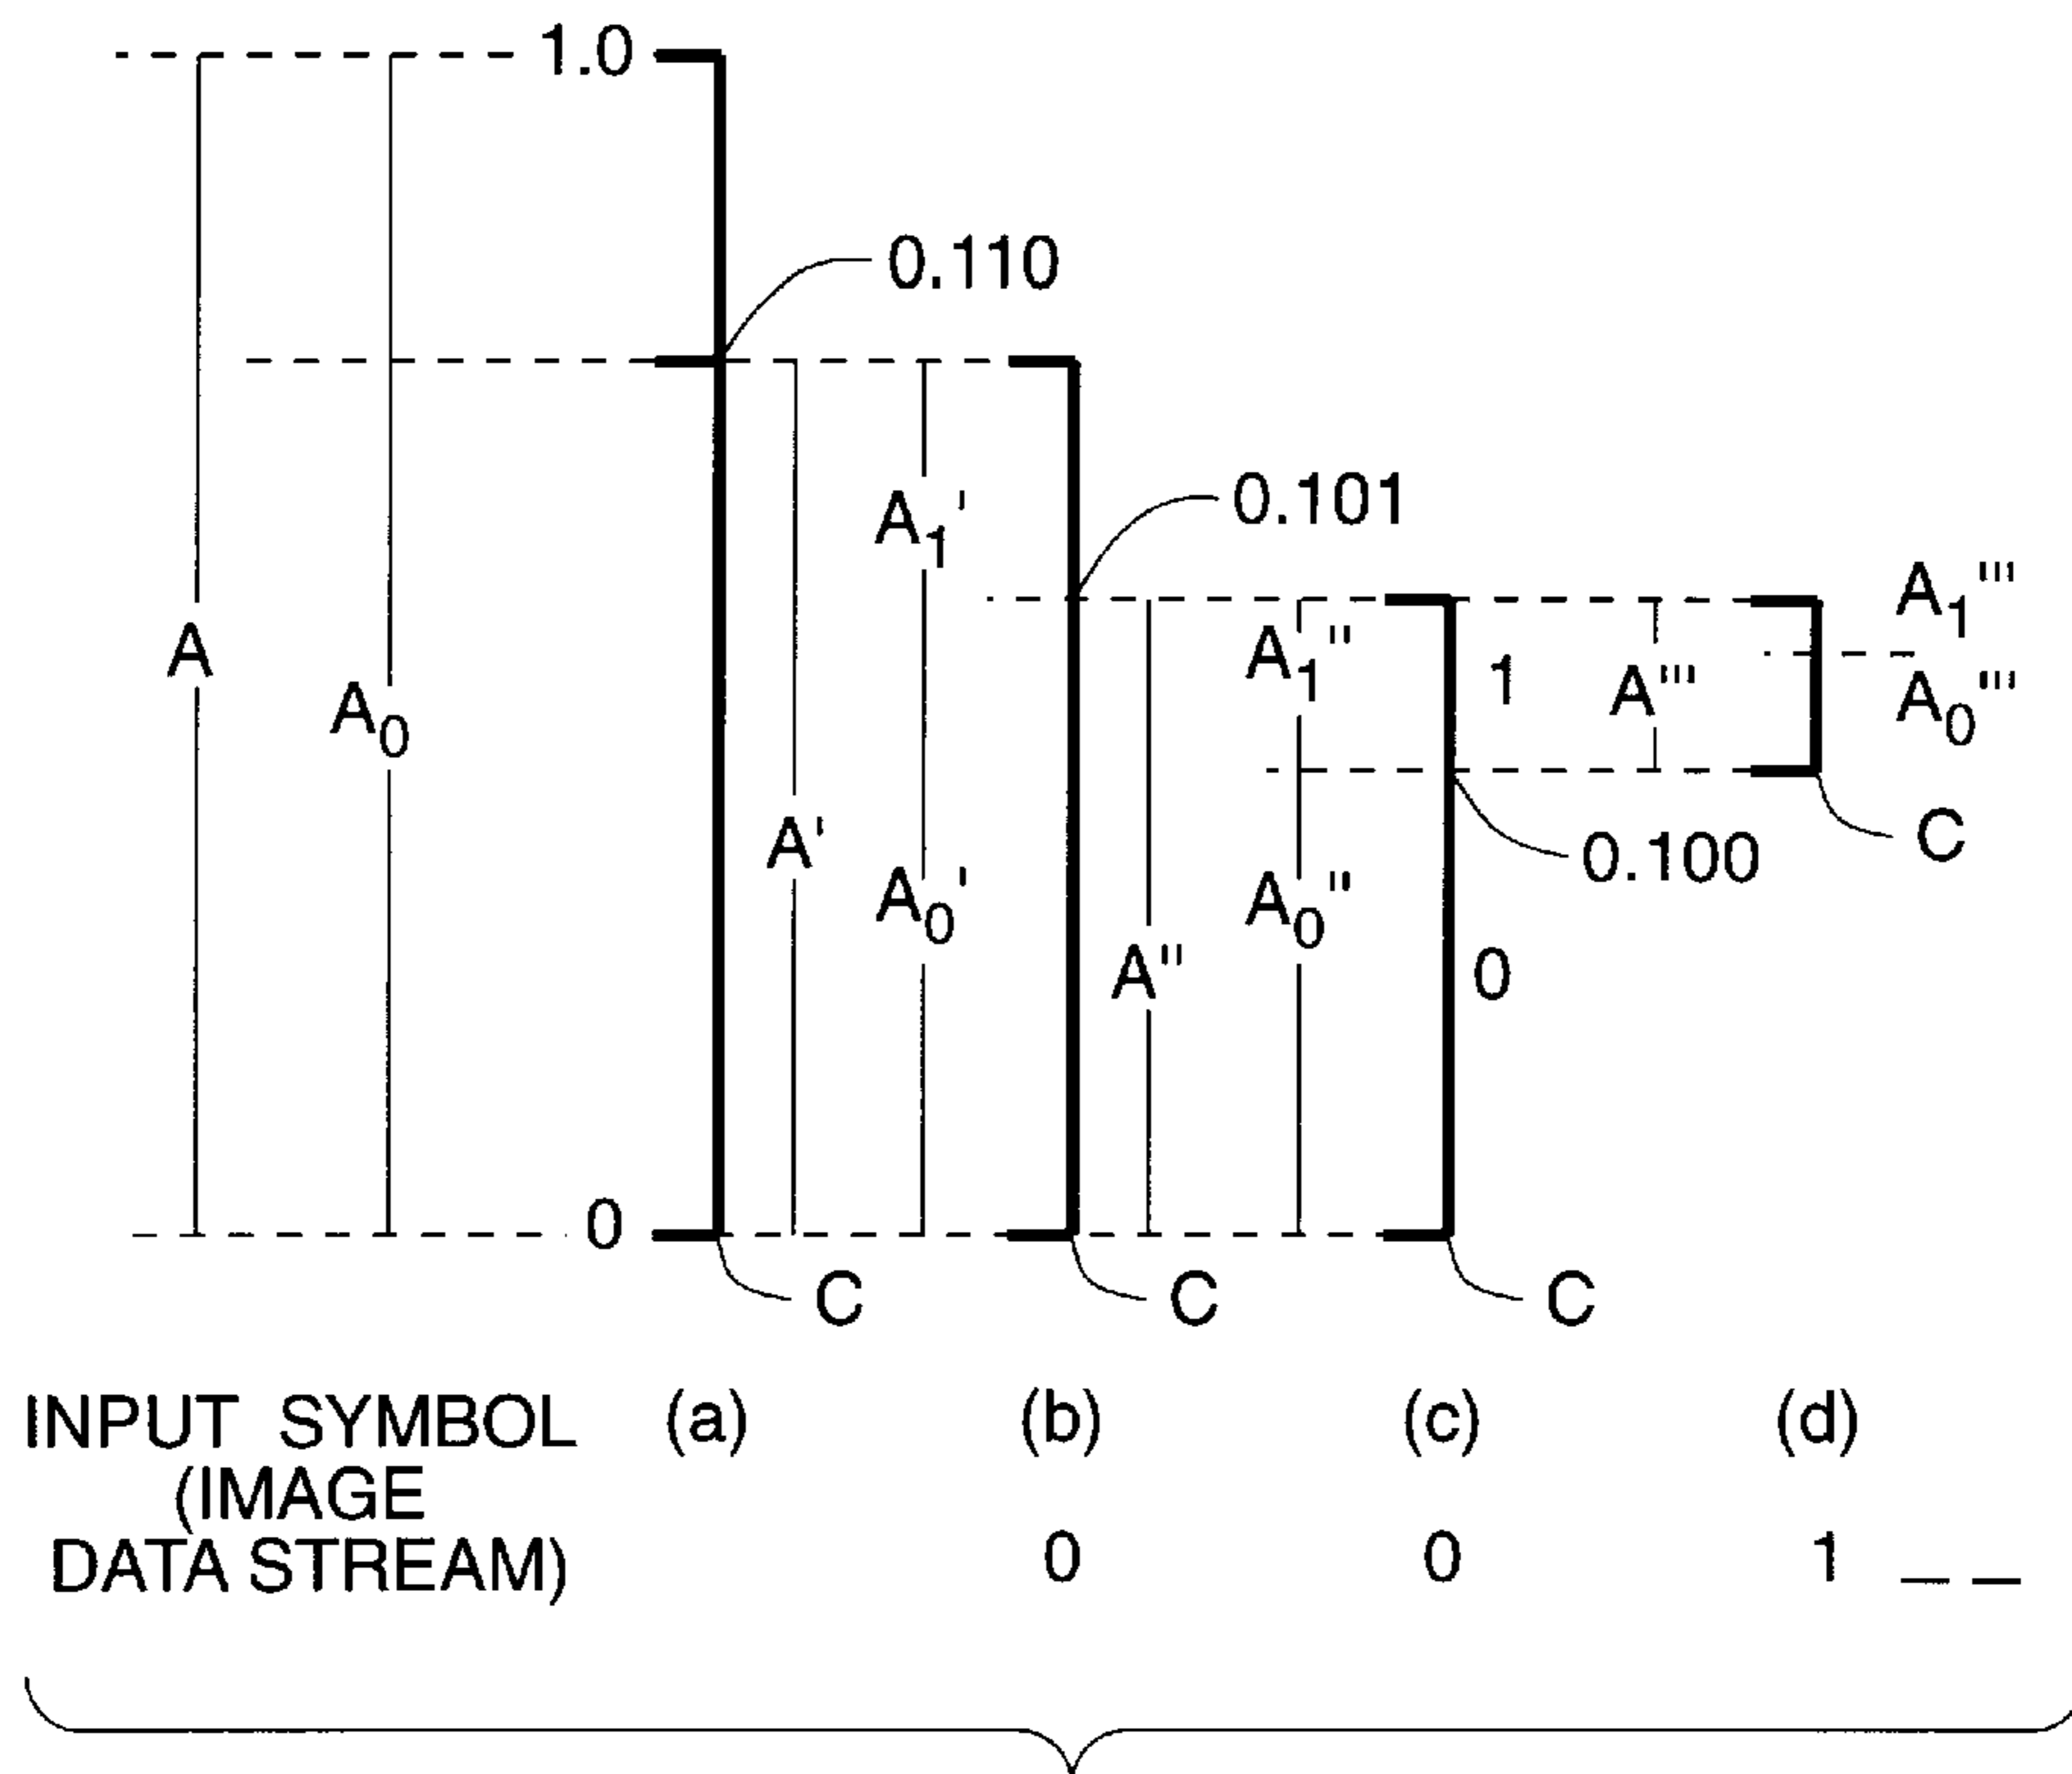 1.0
0.110
A
A0
A'
A1'
A0'
0.101
A"
A1"
A0"
1
A'''
A1'''
A0'''
0.100
C
0
0
C
C
C
INPUT SYMBOL (a) (b) (c) (d)
(IMAGE
DATA STREAM) 0 0 1 — —